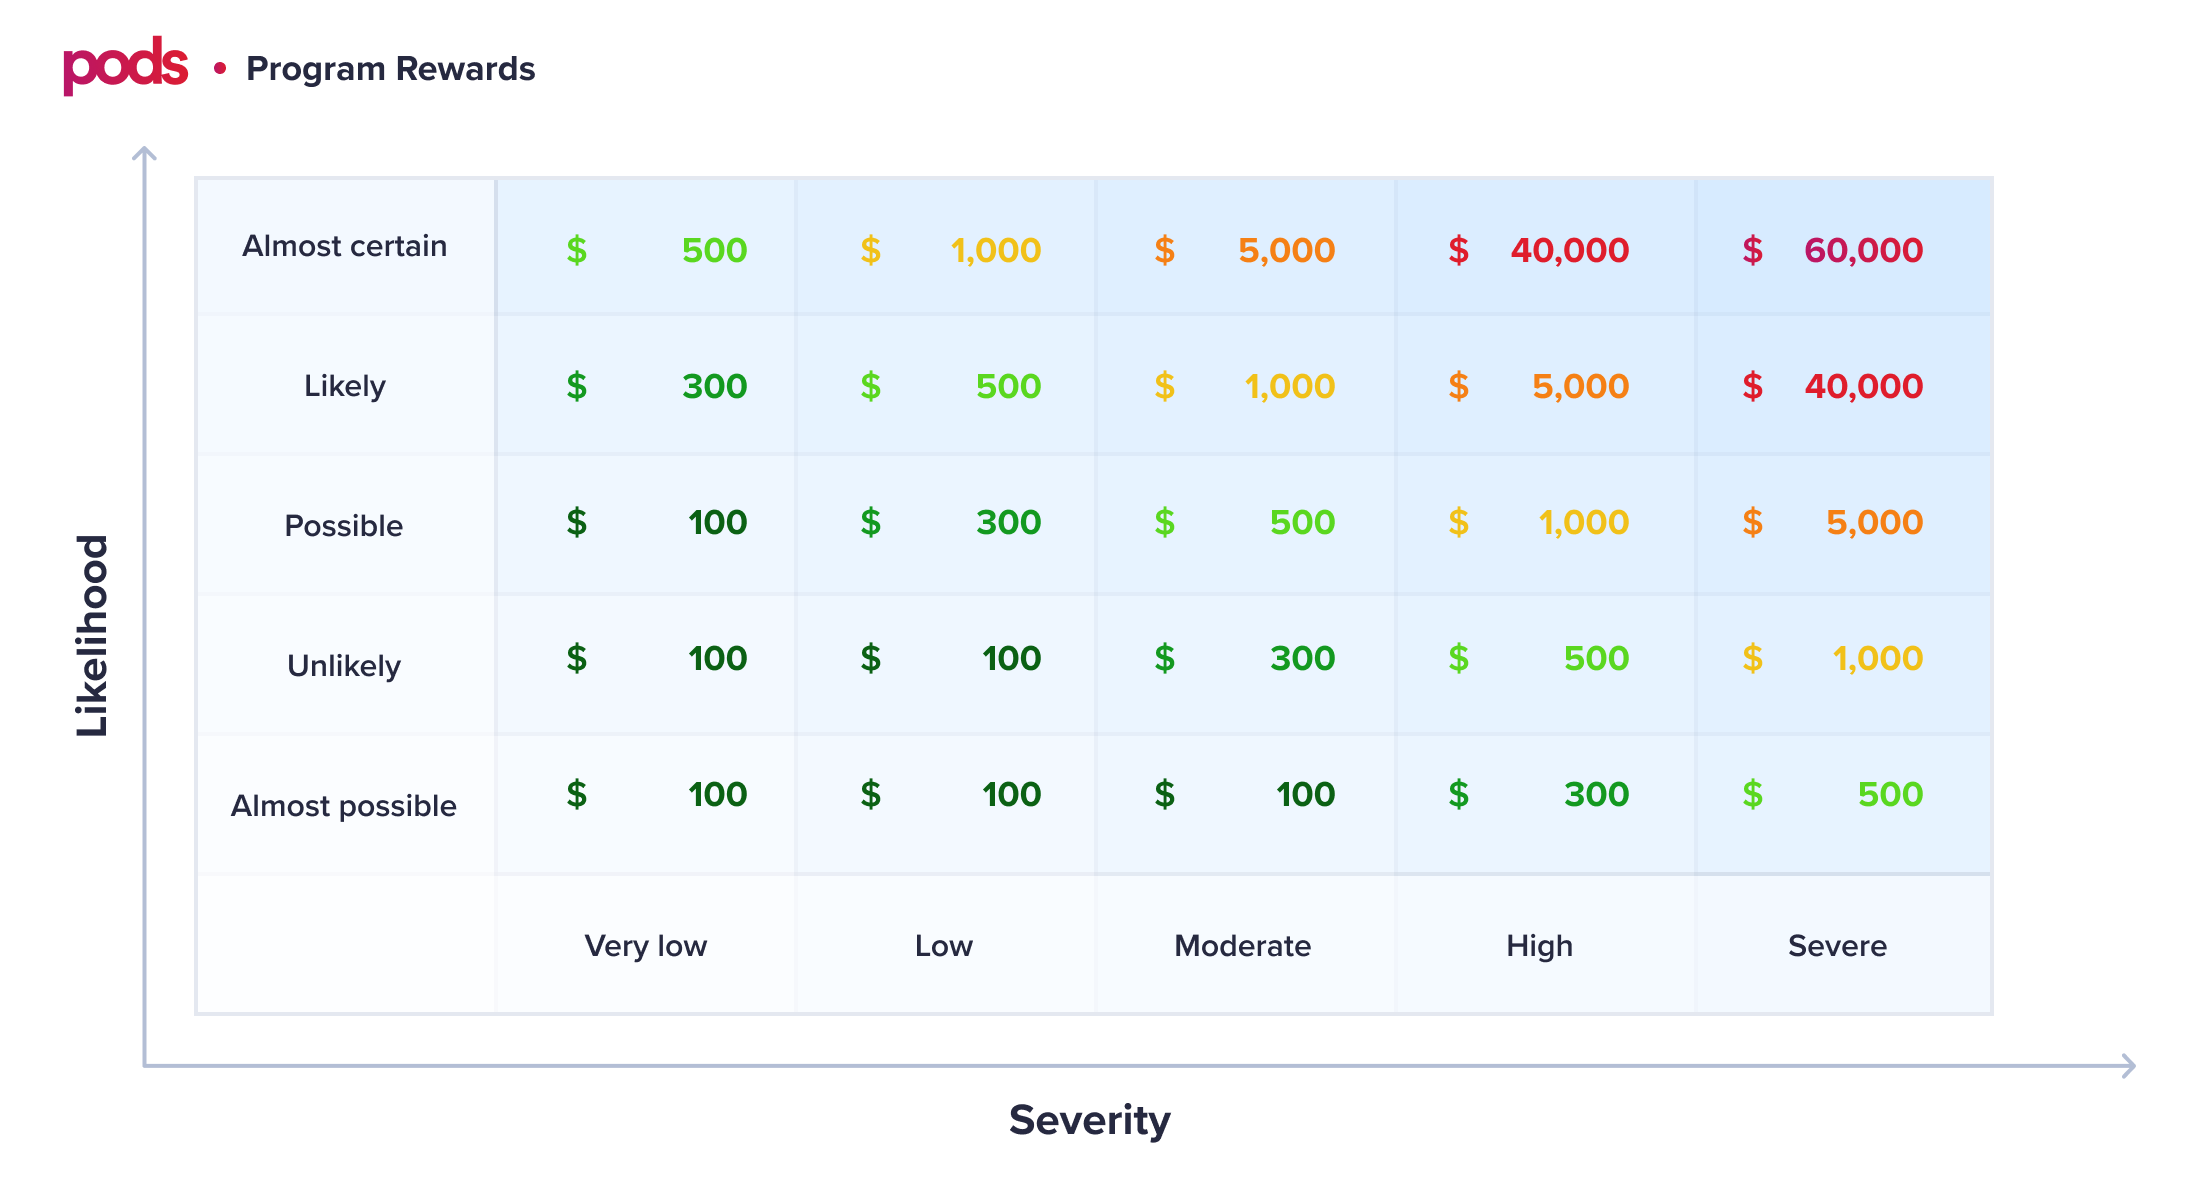 pods • Program Rewards
Almost certain $ 500 $ 1,000 $ 5,000 $ 40,000 $ 60,000
Likely $ 300 $ 500 $ 1,000 $ 5,000 $ 40,000
Possible $ 100 $ 300 $ 500 $ 1,000 $ 5,000
Unlikely $ 100 $ 100 $ 300 $ 500 $ 1,000
Almost possible $ 100 $ 100 $ 100 $ 300 $ 500
Very low Low Moderate High Severe
Likelihood
Severity